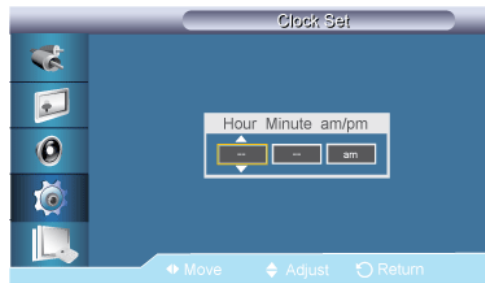 Clock Set
Hour Minute am/pm
-- -- am
Move Adjust Return